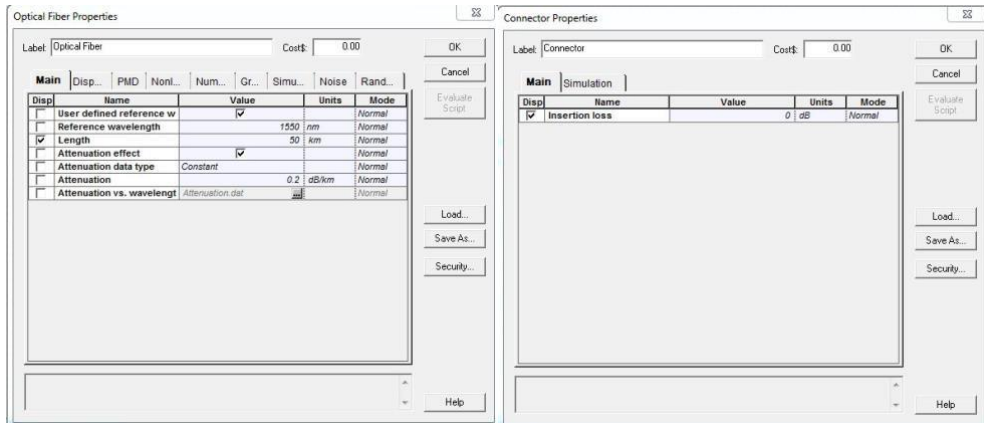 Optical Fiber Properties
Label: Optical Fiber Cost$: 0.00 OK
Cancel
Evaluate Script
Main Disp... PMD Nonl... Num... Gr... Simu... Noise Rand...
Disp Name Value Units Mode
User defined reference w Normal
Reference wavelength 1550 nm Normal
Length 50 km Normal
Attenuation effect Normal
Attenuation data type Constant Normal
Attenuation 0.2 dB/km Normal
Attenuation vs. wavelengt Attenuation.dat ... Normal
Load...
Save As...
Security...
Help
Connector Properties
Label: Connector Cost$: 0.00 OK
Cancel
Evaluate Script
Main Simulation
Disp Name Value Units Mode
Insertion loss 0 dB Normal
Load...
Save As...
Security...
Help